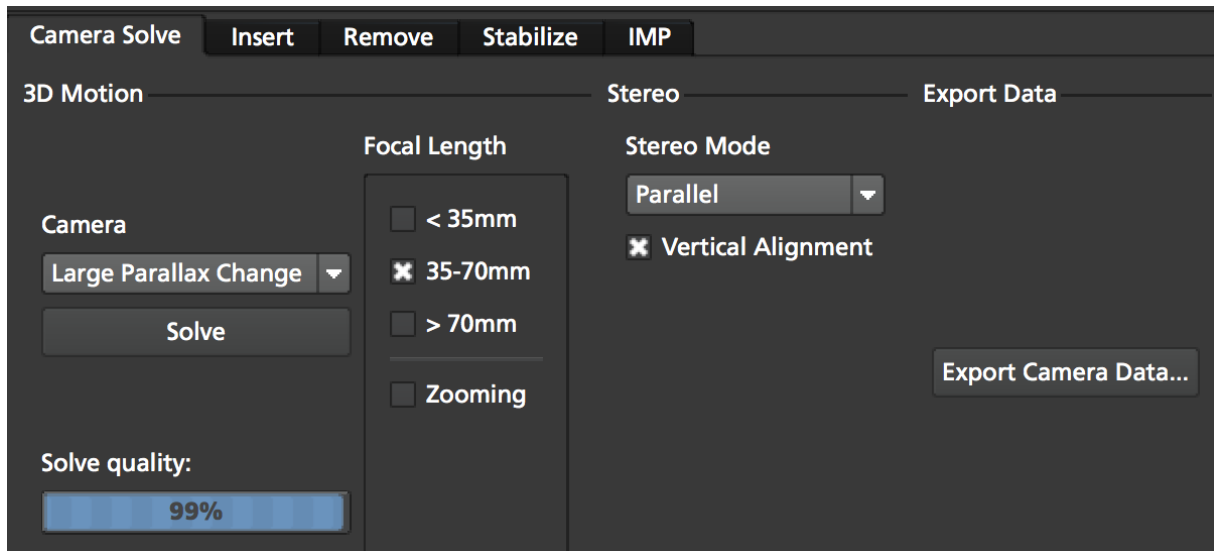 Camera Solve Insert Remove Stabilize IMP
3D Motion Stereo Export Data
Focal Length Stereo Mode
Parallel
< 35mm
Camera
Vertical Alignment
Large Parallax Change 35-70mm
Solve > 70mm
Export Camera Data...
Zooming
Solve quality:
99%